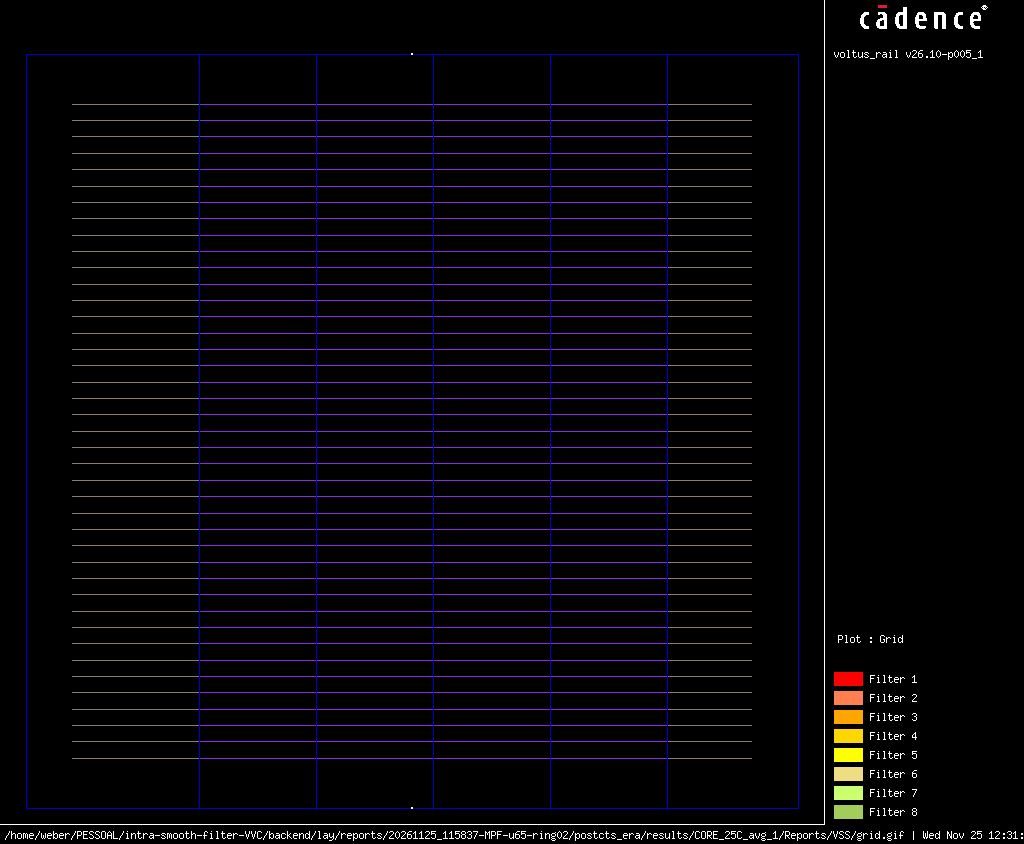 cādence®
voltus_rail v26.10-p005_1
Plot : Grid
Filter 1
Filter 2
Filter 3
Filter 4
Filter 5
Filter 6
Filter 7
Filter 8
/home/weber/PESSOAL/intra-smooth-filter-VVC/backend/lay/reports/20261125_115837-MPF-u65-ring02/postcts_era/results/CORE_25C_avg_1/Reports/VSS/grid.gif | Wed Nov 25 12:31: